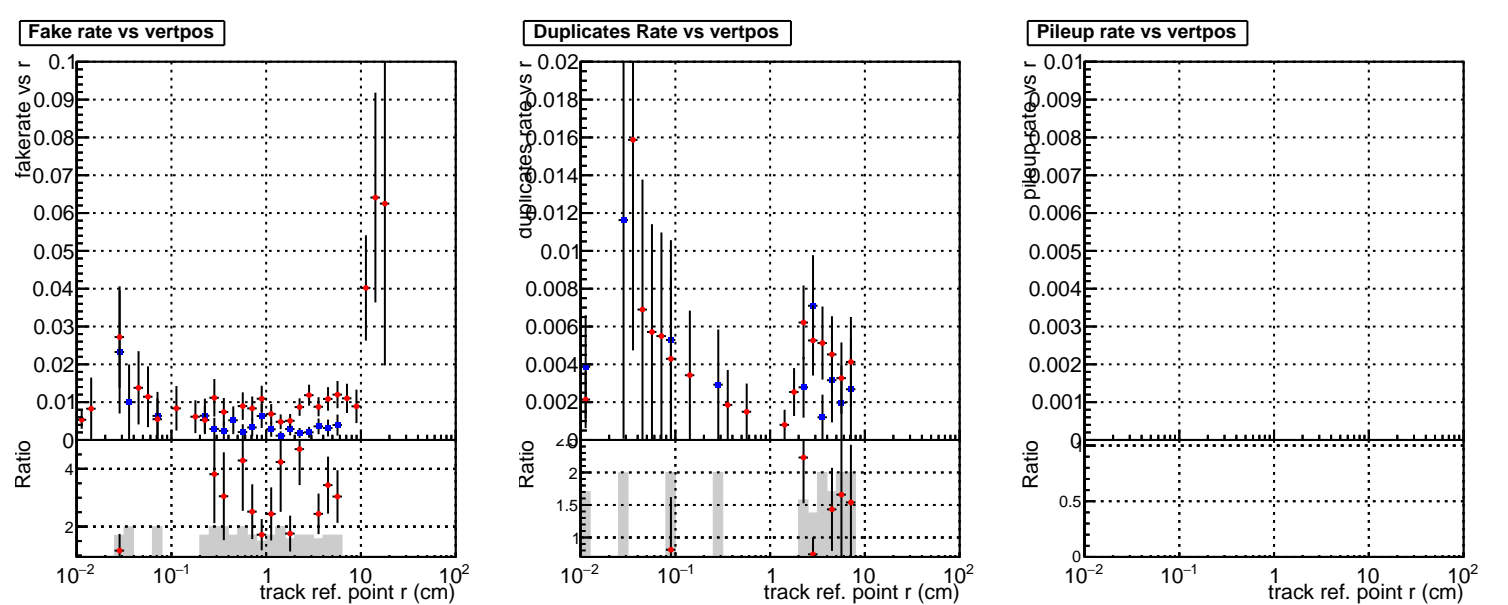 Fake rate vs vertpos
fakerate vs r
0.1
0.09
0.08
0.07
0.06
0.05
0.04
0.03
0.02
0.01
0
Ratio
4
2
10−2 10−1 1 10 102
track ref. point r (cm)
Duplicates Rate vs vertpos
duplicates rate vs r
0.02
0.018
0.016
0.014
0.012
0.01
0.008
0.006
0.004
0.002
0
Ratio
2
1.5
1
10−2 10−1 1 10 102
track ref. point r (cm)
Pileup rate vs vertpos
pileup rate vs r
0.01
0.009
0.008
0.007
0.006
0.005
0.004
0.003
0.002
0.001
0
Ratio
1
0.5
0
10−2 10−1 1 10 102
track ref. point r (cm)